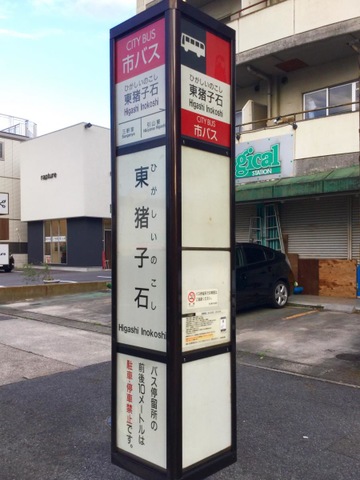 CITY BUS
市バス
ひがしいのこし
東猪子石
Higashi Inokoshi
ひがしいのこし
東猪子石
Higashi Inokoshi
バス停留所の
前後10メートルは
駐車・停車禁止です。
ひがしいのこし
東猪子石
Higashi Inokoshi
CITY BUS
市バス
rapture
gical
STATION